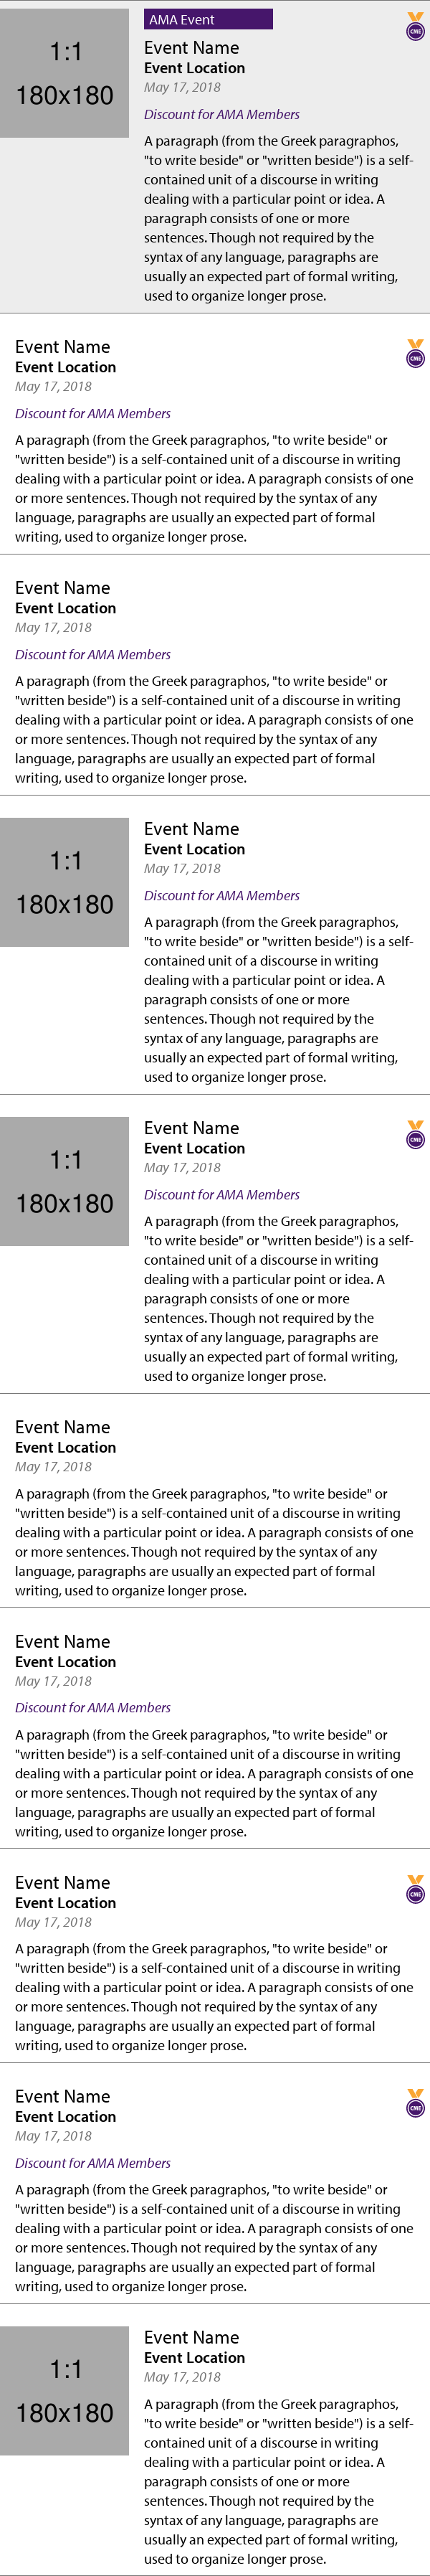 1:1
180x180
AMA Event
CME
Event Name
Event Location
May 17, 2018
Discount for AMA Members
A paragraph (from the Greek paragraphos,
"to write beside" or "written beside") is a self-
contained unit of a discourse in writing
dealing with a particular point or idea. A
paragraph consists of one or more
sentences. Though not required by the
syntax of any language, paragraphs are
usually an expected part of formal writing,
used to organize longer prose.
Event Name
CME
Event Location
May 17, 2018
Discount for AMA Members
A paragraph (from the Greek paragraphos, "to write beside" or
"written beside") is a self-contained unit of a discourse in writing
dealing with a particular point or idea. A paragraph consists of one
or more sentences. Though not required by the syntax of any
language, paragraphs are usually an expected part of formal
writing, used to organize longer prose.
Event Name
Event Location
May 17, 2018
Discount for AMA Members
A paragraph (from the Greek paragraphos, "to write beside" or
"written beside") is a self-contained unit of a discourse in writing
dealing with a particular point or idea. A paragraph consists of one
or more sentences. Though not required by the syntax of any
language, paragraphs are usually an expected part of formal
writing, used to organize longer prose.
1:1
180x180
Event Name
Event Location
May 17, 2018
Discount for AMA Members
A paragraph (from the Greek paragraphos,
"to write beside" or "written beside") is a self-
contained unit of a discourse in writing
dealing with a particular point or idea. A
paragraph consists of one or more
sentences. Though not required by the
syntax of any language, paragraphs are
usually an expected part of formal writing,
used to organize longer prose.
1:1
180x180
Event Name
CME
Event Location
May 17, 2018
Discount for AMA Members
A paragraph (from the Greek paragraphos,
"to write beside" or "written beside") is a self-
contained unit of a discourse in writing
dealing with a particular point or idea. A
paragraph consists of one or more
sentences. Though not required by the
syntax of any language, paragraphs are
usually an expected part of formal writing,
used to organize longer prose.
Event Name
Event Location
May 17, 2018
A paragraph (from the Greek paragraphos, "to write beside" or
"written beside") is a self-contained unit of a discourse in writing
dealing with a particular point or idea. A paragraph consists of one
or more sentences. Though not required by the syntax of any
language, paragraphs are usually an expected part of formal
writing, used to organize longer prose.
Event Name
Event Location
May 17, 2018
Discount for AMA Members
A paragraph (from the Greek paragraphos, "to write beside" or
"written beside") is a self-contained unit of a discourse in writing
dealing with a particular point or idea. A paragraph consists of one
or more sentences. Though not required by the syntax of any
language, paragraphs are usually an expected part of formal
writing, used to organize longer prose.
Event Name
CME
Event Location
May 17, 2018
A paragraph (from the Greek paragraphos, "to write beside" or
"written beside") is a self-contained unit of a discourse in writing
dealing with a particular point or idea. A paragraph consists of one
or more sentences. Though not required by the syntax of any
language, paragraphs are usually an expected part of formal
writing, used to organize longer prose.
Event Name
CME
Event Location
May 17, 2018
Discount for AMA Members
A paragraph (from the Greek paragraphos, "to write beside" or
"written beside") is a self-contained unit of a discourse in writing
dealing with a particular point or idea. A paragraph consists of one
or more sentences. Though not required by the syntax of any
language, paragraphs are usually an expected part of formal
writing, used to organize longer prose.
1:1
180x180
Event Name
Event Location
May 17, 2018
A paragraph (from the Greek paragraphos,
"to write beside" or "written beside") is a self-
contained unit of a discourse in writing
dealing with a particular point or idea. A
paragraph consists of one or more
sentences. Though not required by the
syntax of any language, paragraphs are
usually an expected part of formal writing,
used to organize longer prose.